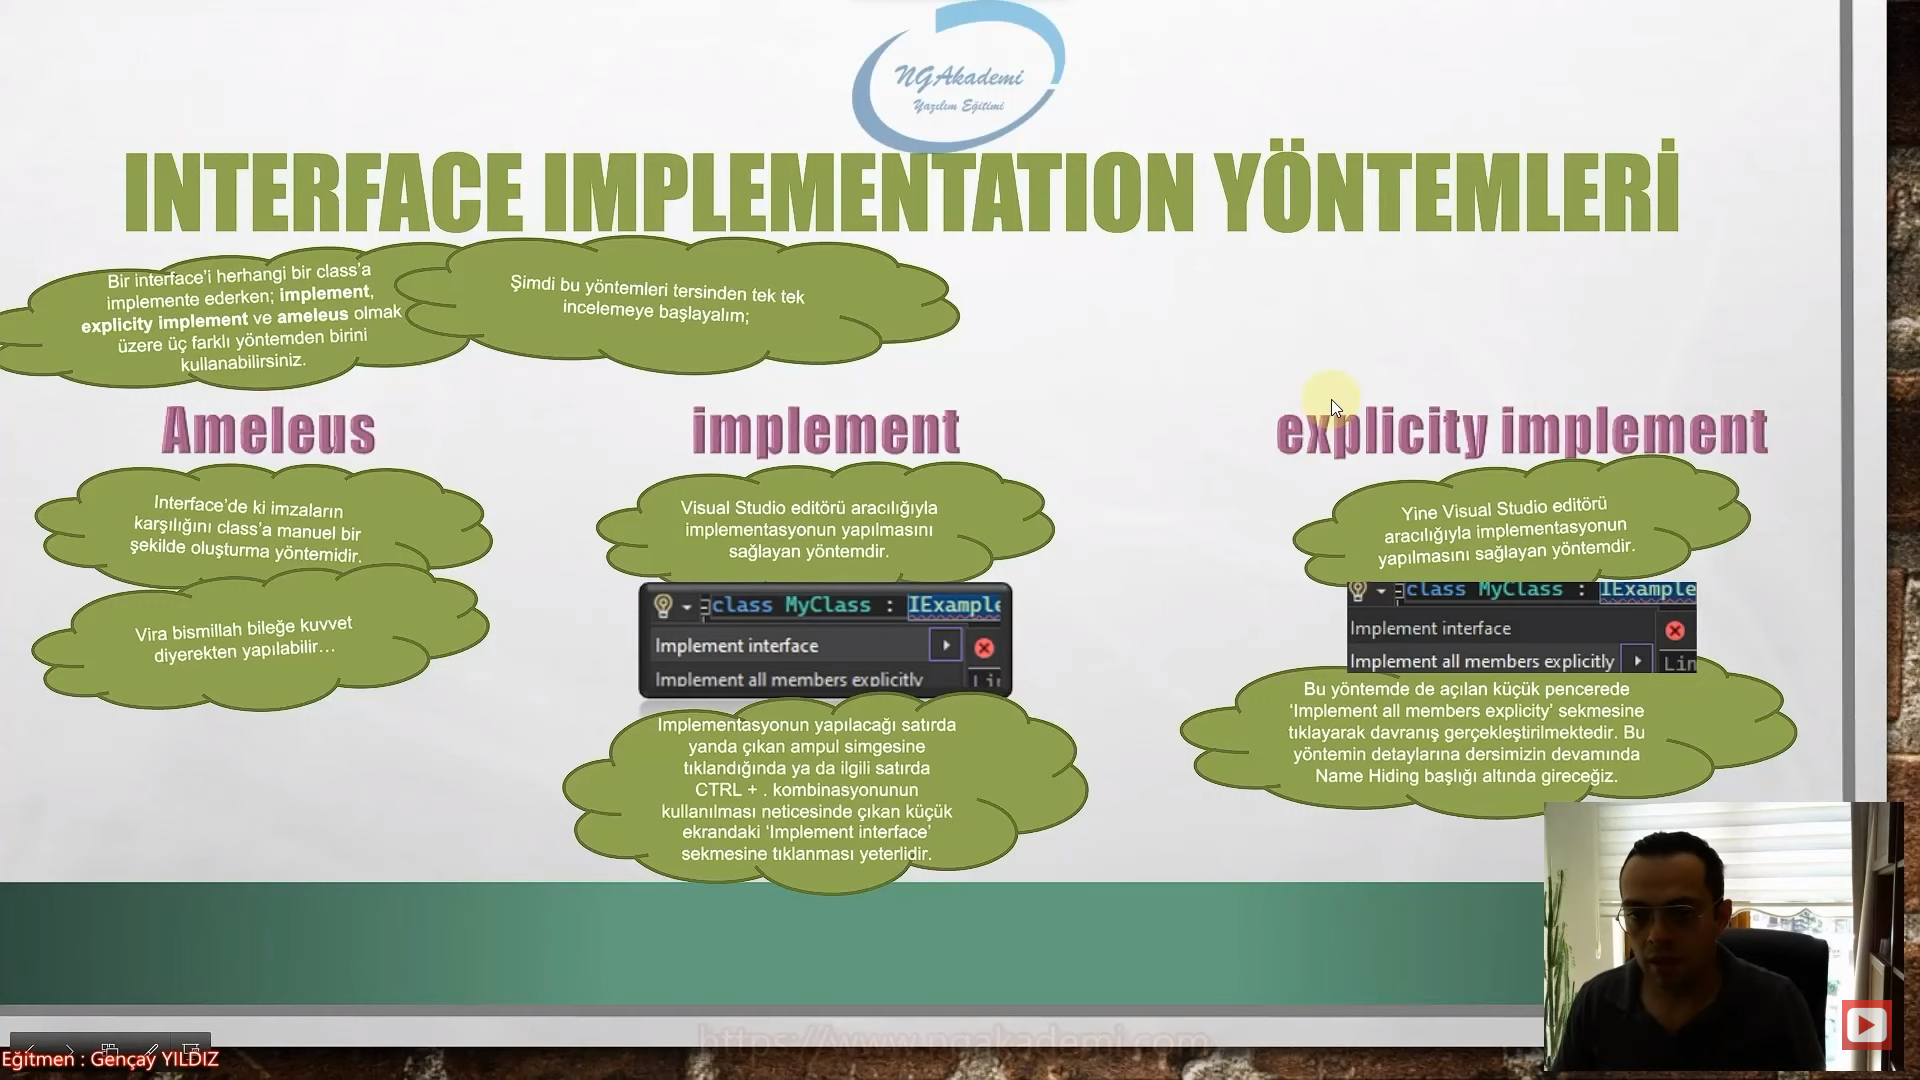 NGAkademi
Yazılım Eğitimi
INTERFACE IMPLEMENTATION YÖNTEMLERİ
Bir interface’i herhangi bir class’a
implemente ederken; implement,
explicity implement ve ameleus olmak
üzere üç farklı yöntemden birini
kullanabilirsiniz.
Şimdi bu yöntemleri tersinden tek tek
incelemeye başlayalım;
Ameleus
Interface’de ki imzaların
karşılığını class’a manuel bir
şekilde oluşturma yöntemidir.
Vira bismillah bileğe kuvvet
diyerekten yapılabilir…
implement
Visual Studio editörü aracılığıyla
implementasyonun yapılmasını
sağlayan yöntemdir.
class MyClass : IExample
Implement interface
Implement all members explicitly
Lin
Implementasyonun yapılacağı satırda
yanda çıkan ampul simgesine
tıklandığında ya da ilgili satırda
CTRL + . kombinasyonunun
kullanılması neticesinde çıkan küçük
ekrandaki ‘Implement interface’
sekmesine tıklanması yeterlidir.
explicity implement
Yine Visual Studio editörü
aracılığıyla implementasyonun
yapılmasını sağlayan yöntemdir.
class MyClass : IExample
Implement interface
Implement all members explicitly
Lin
Bu yöntemde de açılan küçük pencerede
‘Implement all members explicity’ sekmesine
tıklayarak davranış gerçekleştirilmektedir. Bu
yöntemin detaylarına dersimizin devamında
Name Hiding başlığı altında gireceğiz.
https://www.ngakademi.com
Eğitmen : Gençay YILDIZ